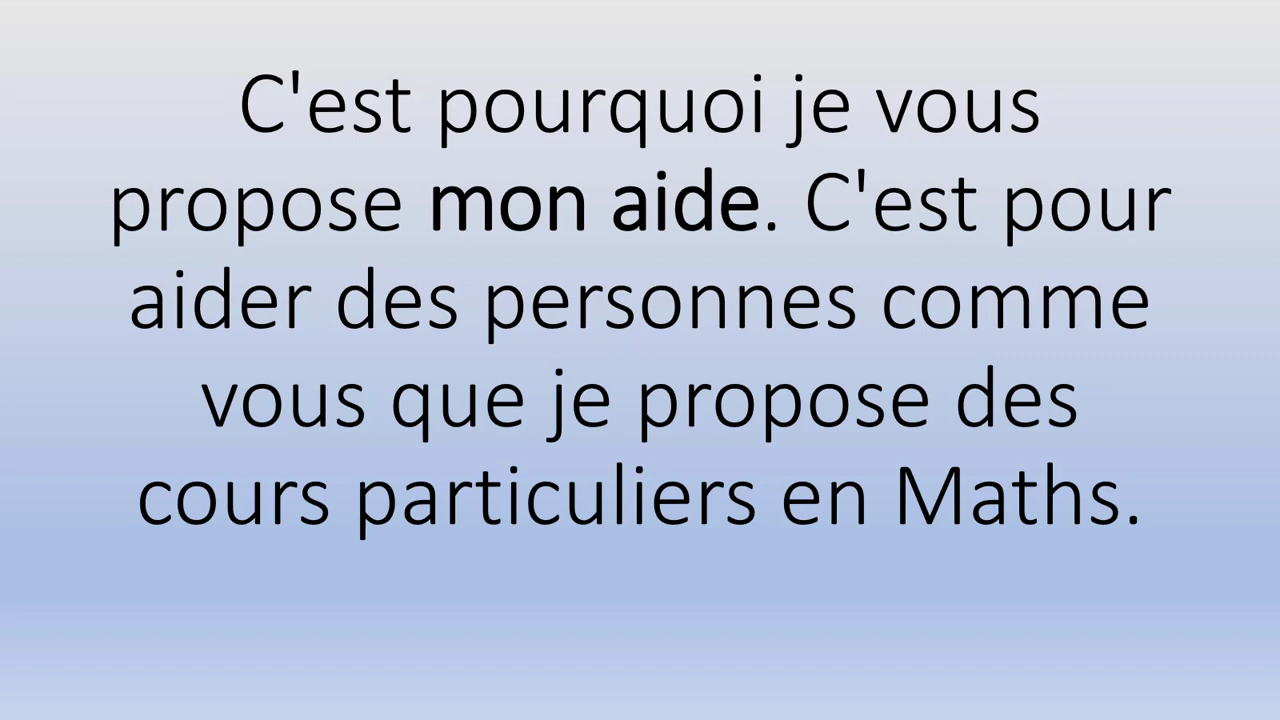 C'est pourquoi je vous
propose mon aide. C'est pour
aider des personnes comme
vous que je propose des
cours particuliers en Maths.